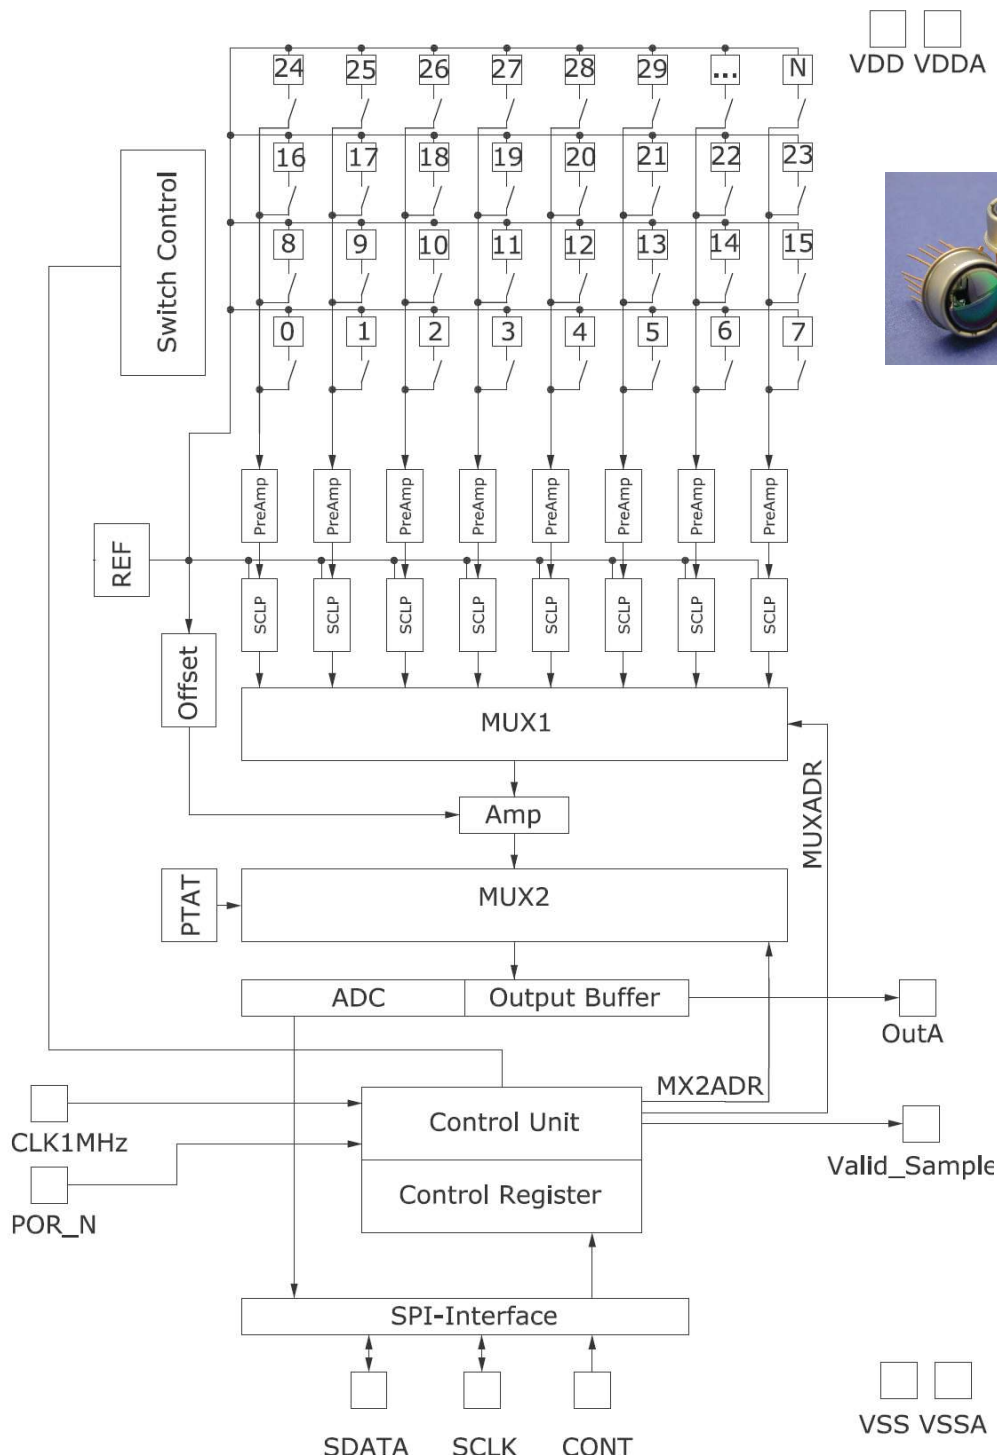 VDD VDDA
24 25 26 27 28 29 ... N
16 17 18 19 20 21 22 23
8 9 10 11 12 13 14 15
0 1 2 3 4 5 6 7
Switch Control
PreAmp PreAmp PreAmp PreAmp PreAmp PreAmp PreAmp PreAmp
REF
SCLP SCLP SCLP SCLP SCLP SCLP SCLP SCLP
Offset
MUX1
MUXADR
Amp
PTAT
MUX2
ADC Output Buffer
OutA
MX2ADR
CLK1MHz
Control Unit
Valid_Sample
Control Register
POR_N
SPI-Interface
SDATA SCLK CONT
VSS VSSA